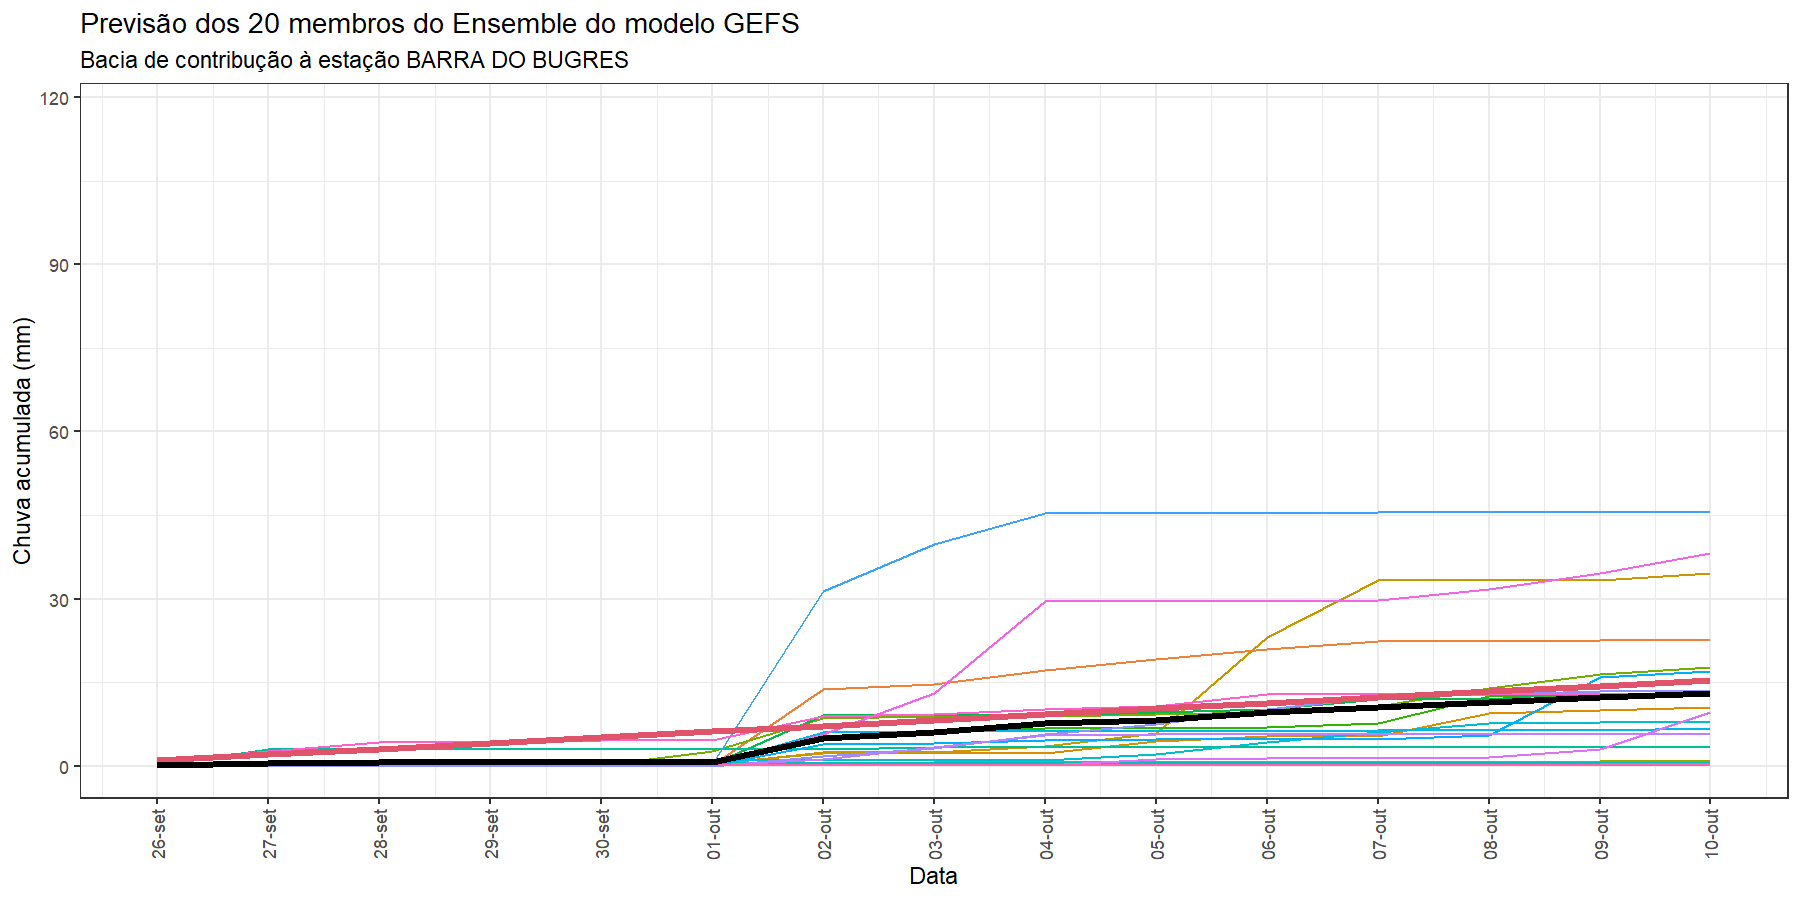 Previsão dos 20 membros do Ensemble do modelo GEFS
Bacia de contribução à estação BARRA DO BUGRES
120
90
60
30
0
Chuva acumulada (mm)
26-set
27-set
28-set
29-set
30-set
01-out
02-out
03-out
04-out
05-out
06-out
07-out
08-out
09-out
10-out
Data